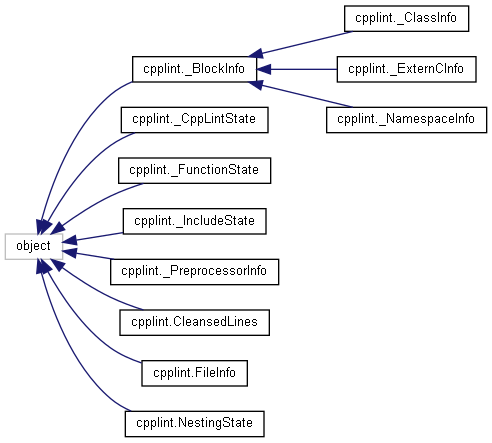 cpplint._ClassInfo
cpplint._BlockInfo
cpplint._ExternCInfo
cpplint._NamespaceInfo
cpplint._CppLintState
cpplint._FunctionState
cpplint._IncludeState
object
cpplint._PreprocessorInfo
cpplint.CleansedLines
cpplint.FileInfo
cpplint.NestingState